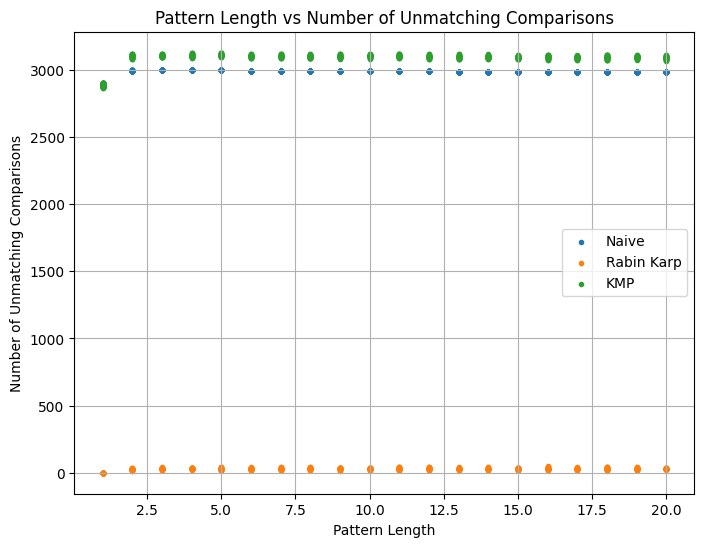 Pattern Length vs Number of Unmatching Comparisons
Number of Unmatching Comparisons
3000
2500
2000
1500
1000
500
0
Naive
Rabin Karp
KMP
2.5 5.0 7.5 10.0 12.5 15.0 17.5 20.0
Pattern Length